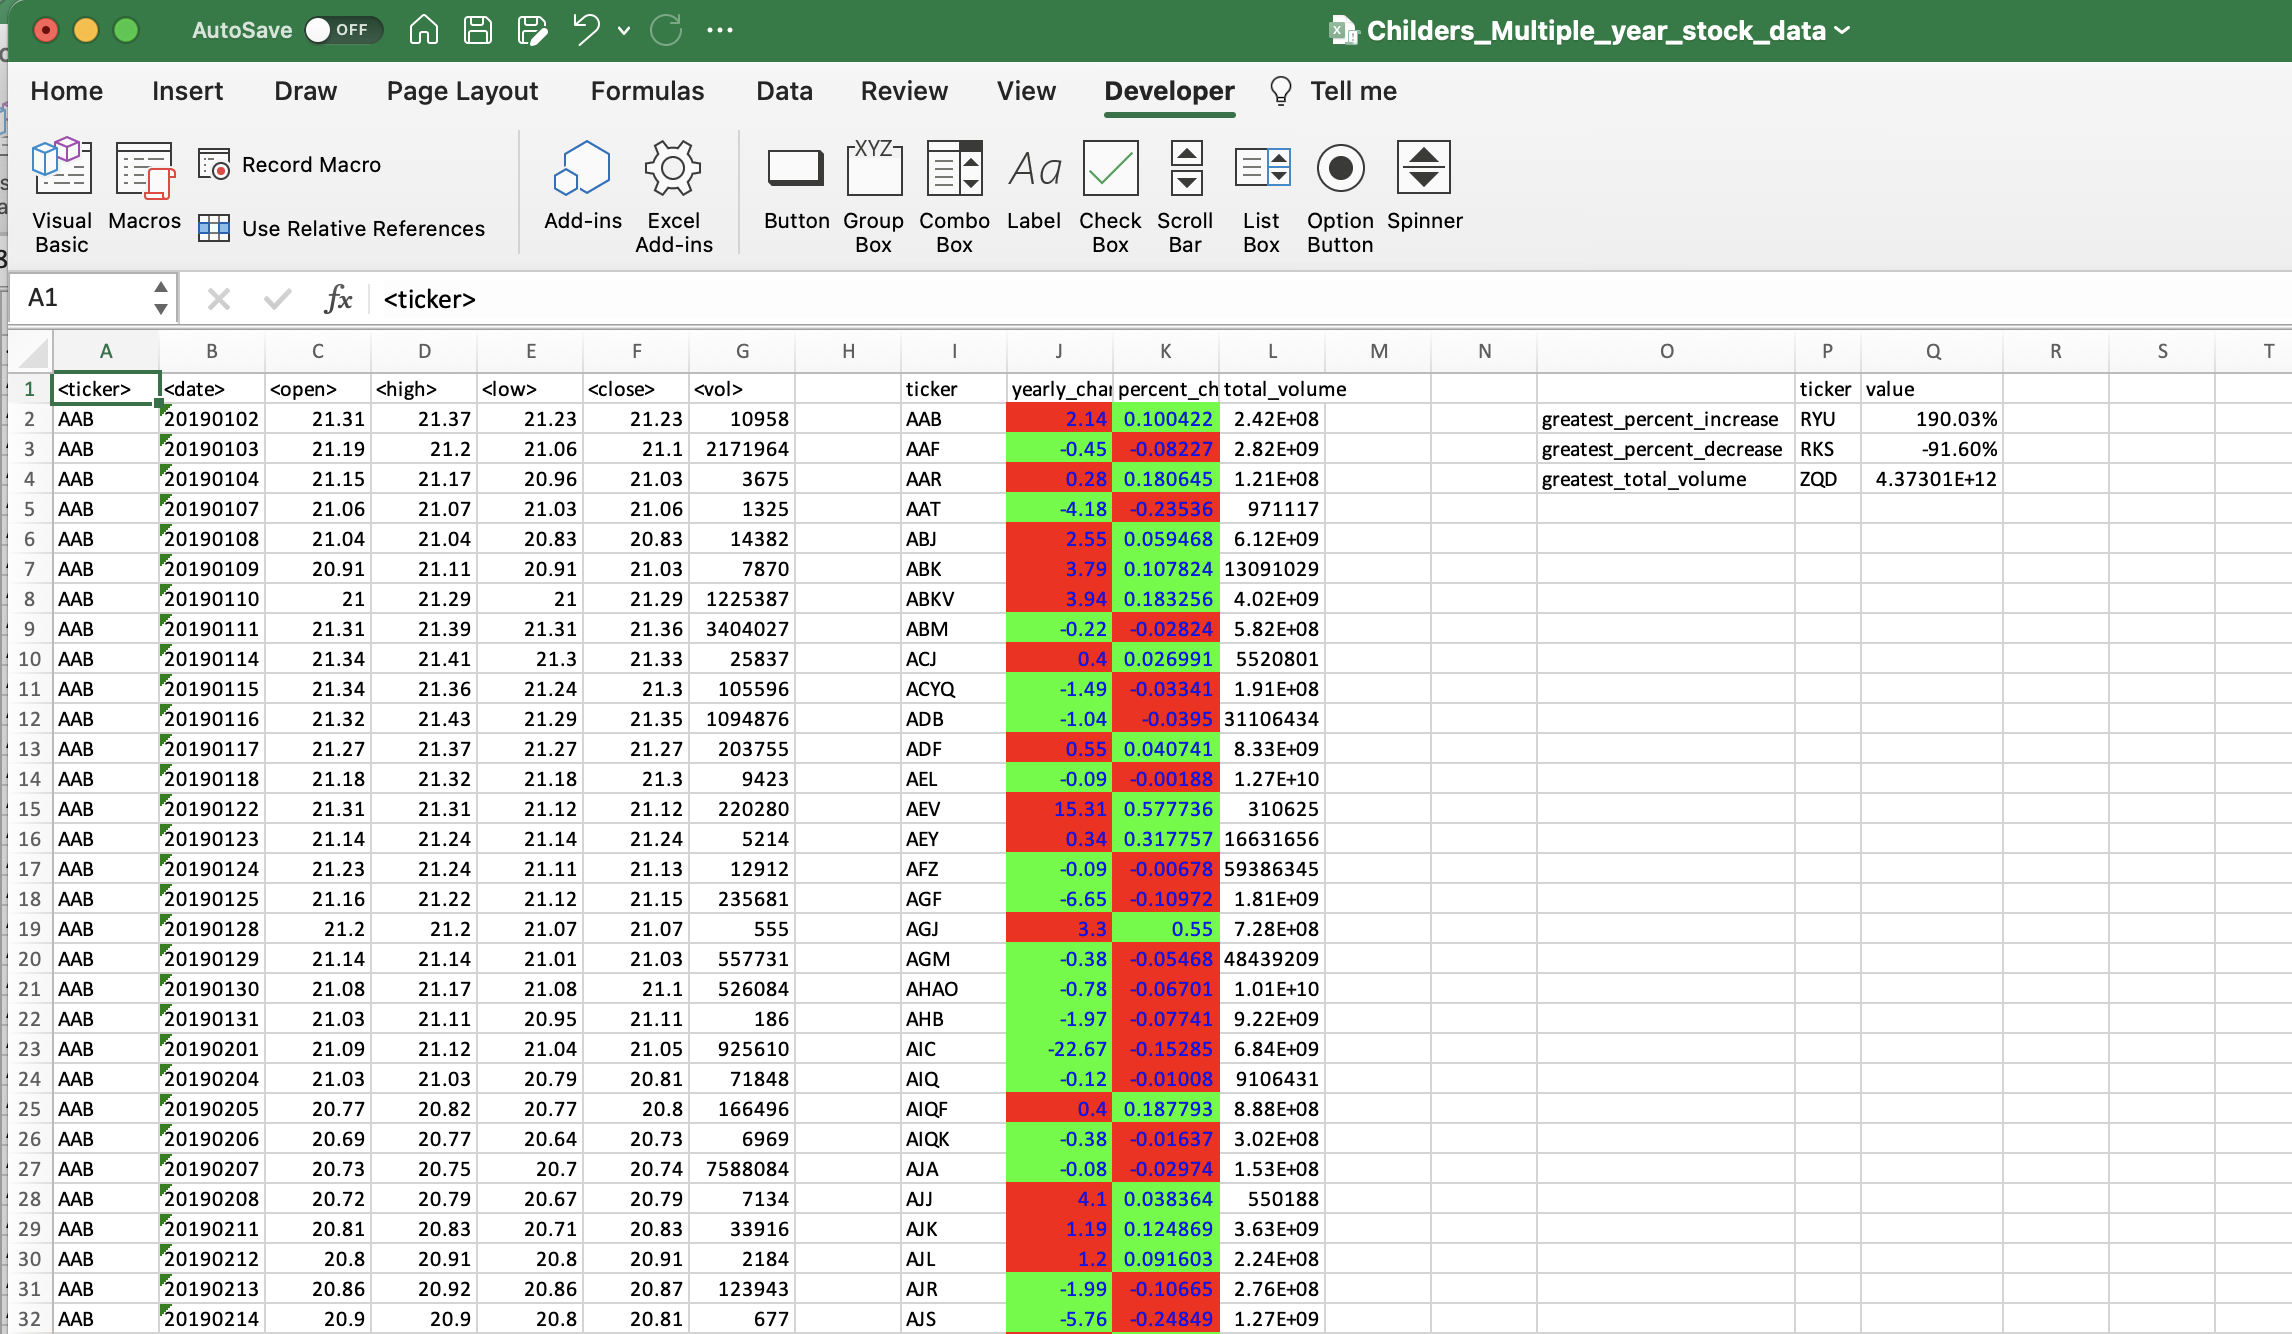 AutoSave OFF Childers_Multiple_year_stock_data
Home Insert Draw Page Layout Formulas Data Review View Developer Tell me
Visual Basic Macros Record Macro Use Relative References Add-ins Excel Add-ins Button XYZ Group Box Combo Box Aa Label Check Box Scroll Bar List Box Option Button Spinner
A1 fx <ticker>
A B C D E F G H I J K L M N O P Q R S T
1 <ticker> <date> <open> <high> <low> <close> <vol> ticker yearly_char percent_ch total_volume ticker value
2 AAB 20190102 21.31 21.37 21.23 21.23 10958 AAB 2.14 0.100422 2.42E+08 greatest_percent_increase RYU 190.03%
3 AAB 20190103 21.19 21.2 21.06 21.1 2171964 AAF -0.45 -0.08227 2.82E+09 greatest_percent_decrease RKS -91.60%
4 AAB 20190104 21.15 21.17 20.96 21.03 3675 AAR 0.28 0.180645 1.21E+08 greatest_total_volume ZQD 4.37301E+12
5 AAB 20190107 21.06 21.07 21.03 21.06 1325 AAT -4.18 -0.23536 971117
6 AAB 20190108 21.04 21.04 20.83 20.83 14382 ABJ 2.55 0.059468 6.12E+09
7 AAB 20190109 20.91 21.11 20.91 21.03 7870 ABK 3.79 0.107824 13091029
8 AAB 20190110 21 21.29 21 21.29 1225387 ABKV 3.94 0.183256 4.02E+09
9 AAB 20190111 21.31 21.39 21.31 21.36 3404027 ABM -0.22 -0.02824 5.82E+08
10 AAB 20190114 21.34 21.41 21.3 21.33 25837 ACJ 0.4 0.026991 5520801
11 AAB 20190115 21.34 21.36 21.24 21.3 105596 ACYQ -1.49 -0.03341 1.91E+08
12 AAB 20190116 21.32 21.43 21.29 21.35 1094876 ADB -1.04 -0.0395 31106434
13 AAB 20190117 21.27 21.37 21.27 21.27 203755 ADF 0.55 0.040741 8.33E+09
14 AAB 20190118 21.18 21.32 21.18 21.3 9423 AEL -0.09 -0.00188 1.27E+10
15 AAB 20190122 21.31 21.31 21.12 21.12 220280 AEV 15.31 0.577736 310625
16 AAB 20190123 21.14 21.24 21.14 21.24 5214 AEY 0.34 0.317757 16631656
17 AAB 20190124 21.23 21.24 21.11 21.13 12912 AFZ -0.09 -0.00678 59386345
18 AAB 20190125 21.16 21.22 21.12 21.15 235681 AGF -6.65 -0.10972 1.81E+09
19 AAB 20190128 21.2 21.2 21.07 21.07 555 AGJ 3.3 0.55 7.28E+08
20 AAB 20190129 21.14 21.14 21.01 21.03 557731 AGM -0.38 -0.05468 48439209
21 AAB 20190130 21.08 21.17 21.08 21.1 526084 AHAO -0.78 -0.06701 1.01E+10
22 AAB 20190131 21.03 21.11 20.95 21.11 186 AHB -1.97 -0.07741 9.22E+09
23 AAB 20190201 21.09 21.12 21.04 21.05 925610 AIC -22.67 -0.15285 6.84E+09
24 AAB 20190204 21.03 21.03 20.79 20.81 71848 AIQ -0.12 -0.01008 9106431
25 AAB 20190205 20.77 20.82 20.77 20.8 166496 AIQF 0.4 0.187793 8.88E+08
26 AAB 20190206 20.69 20.77 20.64 20.73 6969 AIQK -0.38 -0.01637 3.02E+08
27 AAB 20190207 20.73 20.75 20.7 20.74 7588084 AJA -0.08 -0.02974 1.53E+08
28 AAB 20190208 20.72 20.79 20.67 20.79 7134 AJJ 4.1 0.038364 550188
29 AAB 20190211 20.81 20.83 20.71 20.83 33916 AJK 1.19 0.124869 3.63E+09
30 AAB 20190212 20.8 20.91 20.8 20.91 2184 AJL 1.2 0.091603 2.24E+08
31 AAB 20190213 20.86 20.92 20.86 20.87 123943 AJR -1.99 -0.10665 2.76E+08
32 AAB 20190214 20.9 20.9 20.8 20.81 677 AJS -5.76 -0.24849 1.27E+09